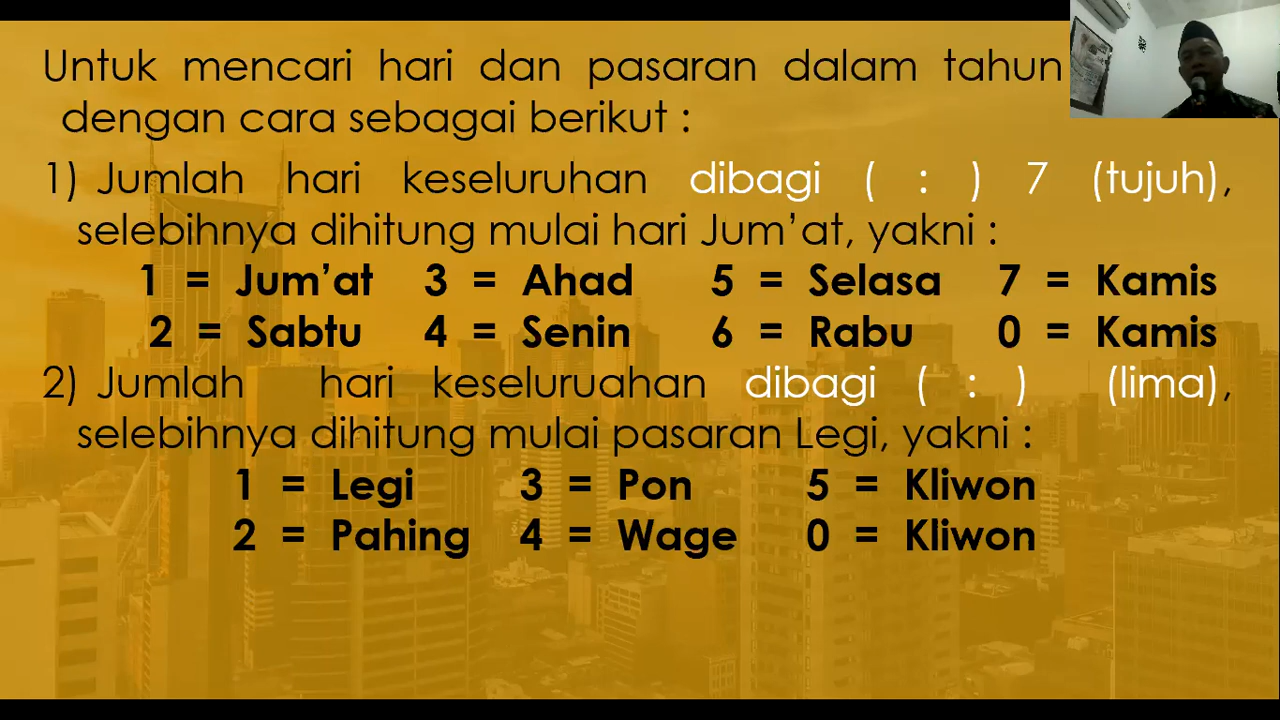 Untuk mencari hari dan pasaran dalam tahun
dengan cara sebagai berikut :
1) Jumlah hari keseluruhan dibagi ( : ) 7 (tujuh),
selebihnya dihitung mulai hari Jum’at, yakni :
1 = Jum’at 3 = Ahad 5 = Selasa 7 = Kamis
2 = Sabtu 4 = Senin 6 = Rabu 0 = Kamis
2) Jumlah hari keseluruahan dibagi ( : ) (lima),
selebihnya dihitung mulai pasaran Legi, yakni :
1 = Legi 3 = Pon 5 = Kliwon
2 = Pahing 4 = Wage 0 = Kliwon